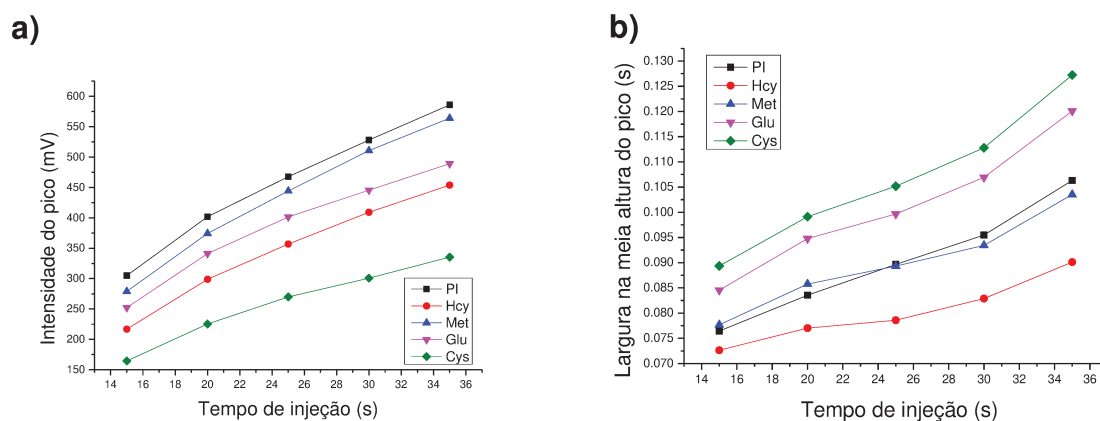 a)
Intensidade do pico (mV)
600
550
500
450
400
350
300
250
200
150
14 16 18 20 22 24 26 28 30 32 34 36
Tempo de injeção (s)
PI
Hcy
Met
Glu
Cys
b)
Largura na meia altura do pico (s)
0.130
0.125
0.120
0.115
0.110
0.105
0.100
0.095
0.090
0.085
0.080
0.075
0.070
14 16 18 20 22 24 26 28 30 32 34 36
Tempo de injeção (s)
PI
Hcy
Met
Glu
Cys